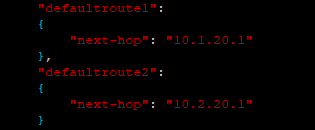 "defaultroute1":
{
"next-hop": "10.1.20.1"
},
"defaultroute2":
{
"next-hop": "10.2.20.1"
}